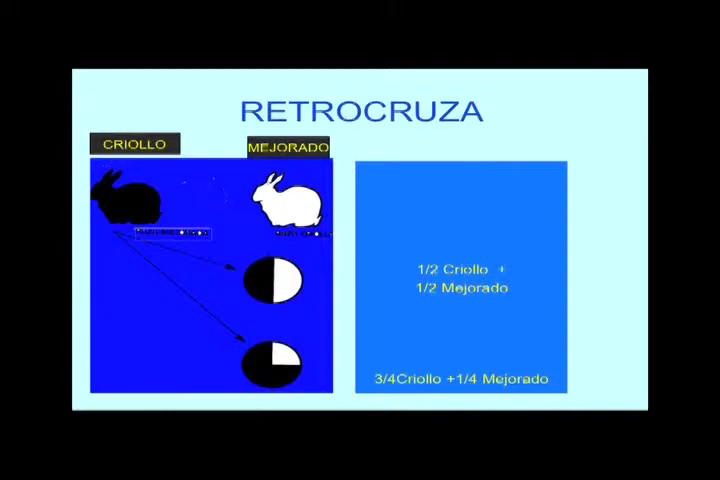 RETROCRUZA
CRIOLLO
MEJORADO
1/2 Criollo +
1/2 Mejorado
3/4Criollo +1/4 Mejorado